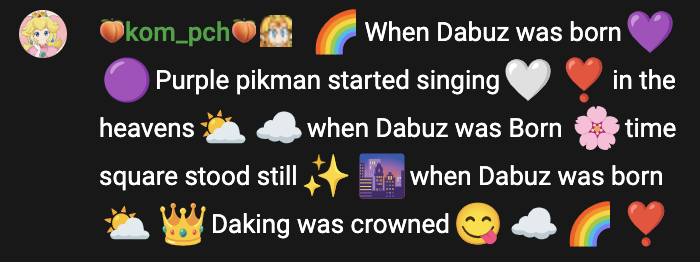 🍑kom_pch🍑 🌈 When Dabuz was born💜
🟣Purple pikman started singing🤍❣️ in the
heavens⛅☁️when Dabuz was Born 🌸time
square stood still✨🌆when Dabuz was born
⛅👑Daking was crowned😋☁️🌈❣️